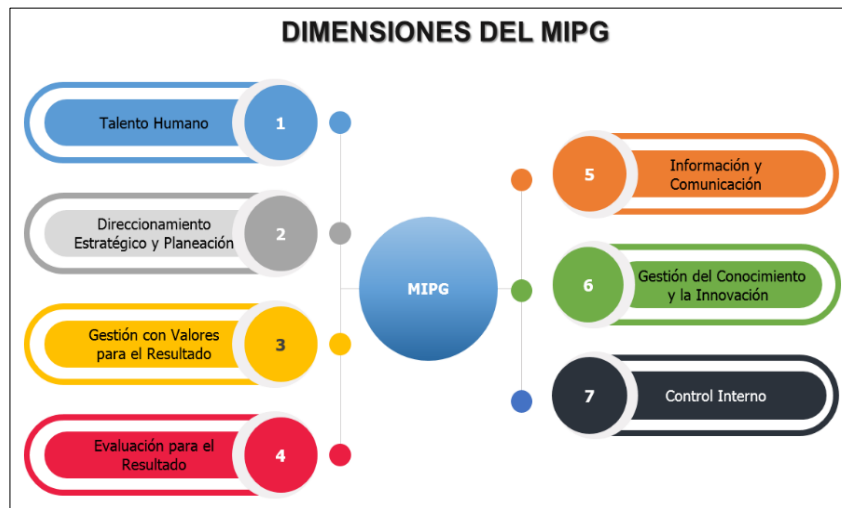 DIMENSIONES DEL MIPG
Talento Humano
1
Direccionamiento
Estratégico y Planeación
2
Gestión con Valores
para el Resultado
3
Evaluación para el
Resultado
4
MIPG
5
Información y
Comunicación
6
Gestión del Conocimiento
y la Innovación
7
Control Interno